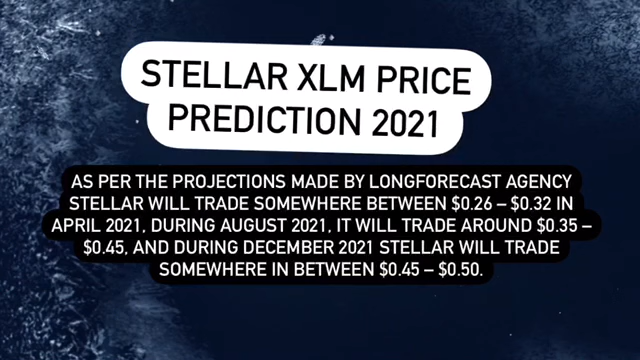 STELLAR XLM PRICE
PREDICTION 2021
AS PER THE PROJECTIONS MADE BY LONGFORECAST AGENCY
STELLAR WILL TRADE SOMEWHERE BETWEEN $0.26 – $0.32 IN
APRIL 2021, DURING AUGUST 2021, IT WILL TRADE AROUND $0.35 –
$0.45, AND DURING DECEMBER 2021 STELLAR WILL TRADE
SOMEWHERE IN BETWEEN $0.45 – $0.50.